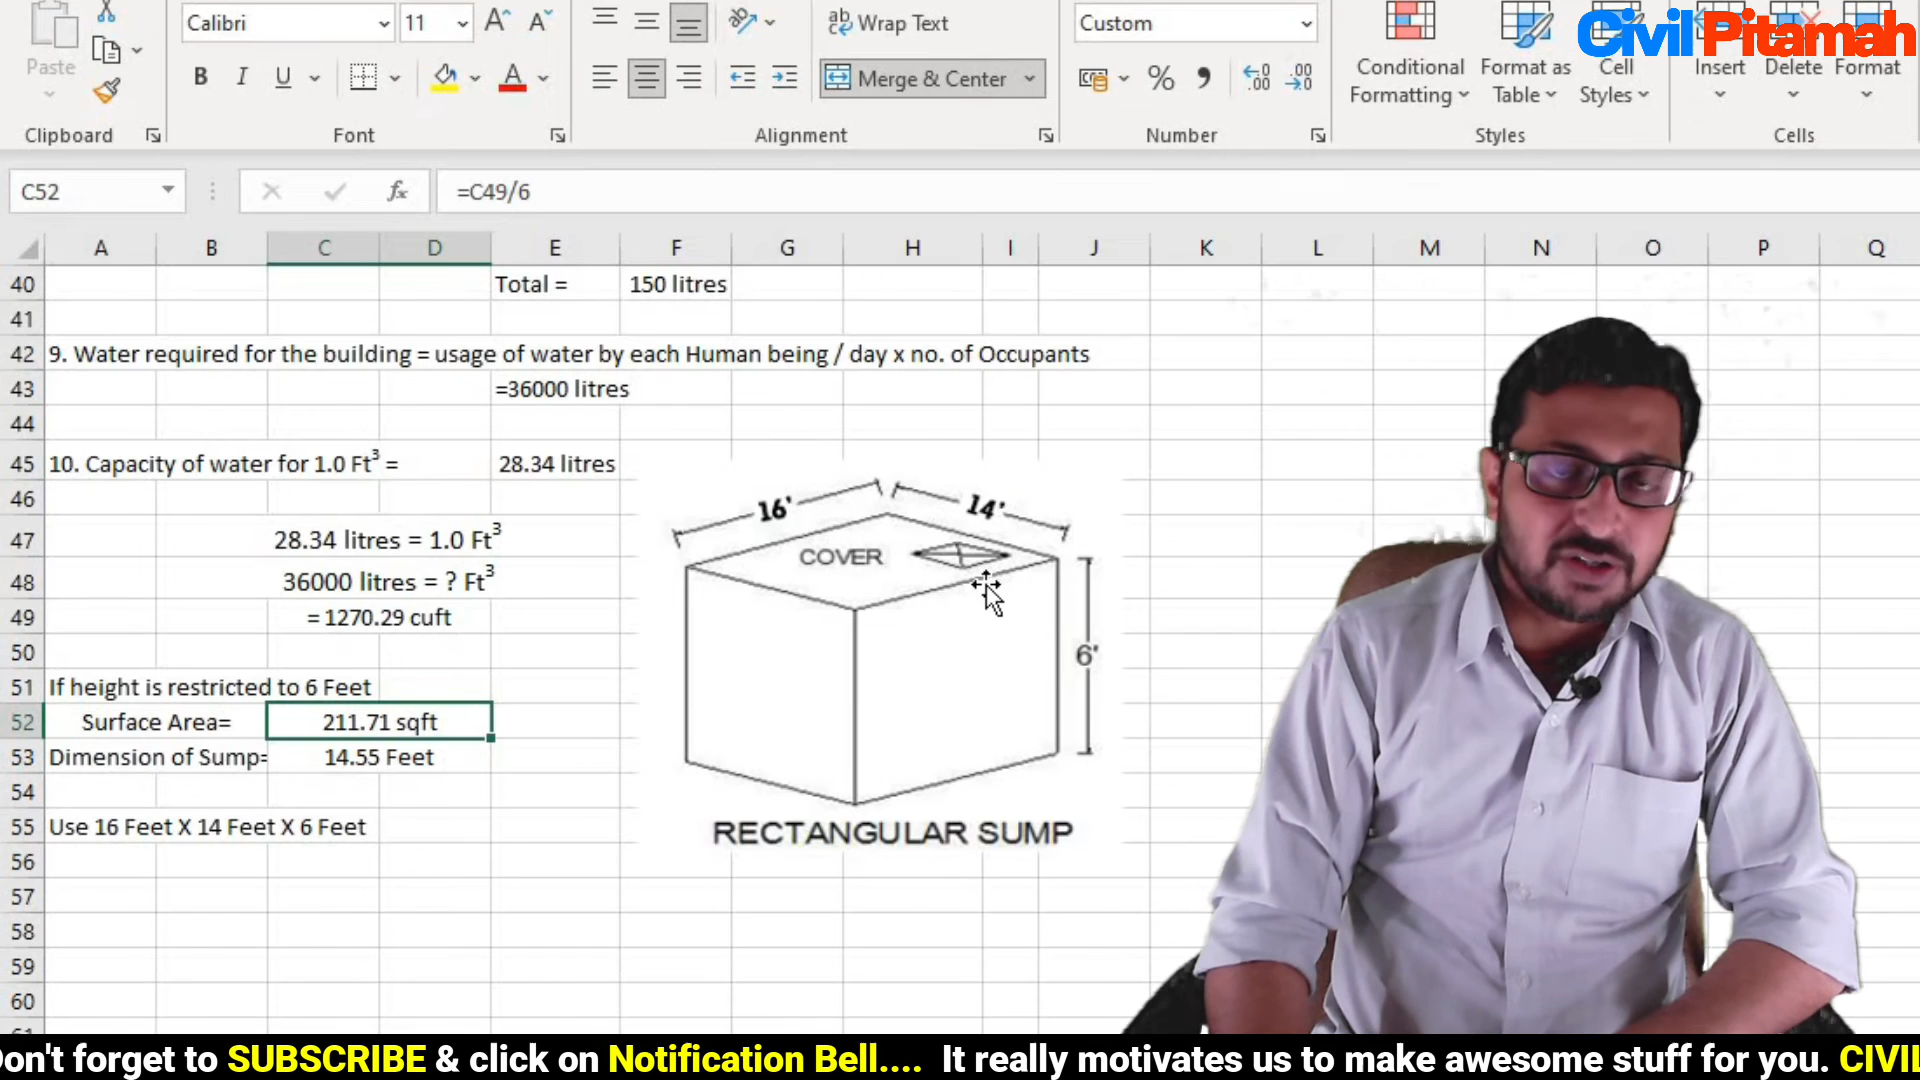 Calibri
11
ab Wrap Text
Custom
Civil Pitamah
Paste
B I U
A
Merge & Center
% 
Conditional Formatting
Format as Table
Cell Styles
Insert
Delete
Format
Clipboard
Font
Alignment
Number
Styles
Cells
C52
fx
=C49/6
A B C D E F G H I J K L M N O P Q
40 Total = 150 litres
41
42 9. Water required for the building = usage of water by each Human being / day x no. of Occupants
43 =36000 litres
44
45 10. Capacity of water for 1.0 Ft³ = 28.34 litres
46
47 28.34 litres = 1.0 Ft³
48 36000 litres = ? Ft³
49 = 1270.29 cuft
50
51 If height is restricted to 6 Feet
52 Surface Area= 211.71 sqft
53 Dimension of Sump= 14.55 Feet
54
55 Use 16 Feet X 14 Feet X 6 Feet
56
57
58
59
60
16'
14'
COVER
6'
RECTANGULAR SUMP
Don't forget to SUBSCRIBE & click on Notification Bell.... It really motivates us to make awesome stuff for you. CIVIL